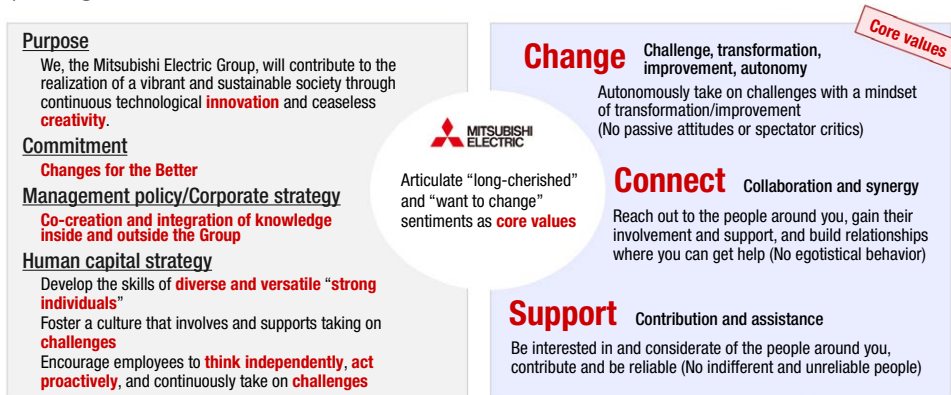 Purpose
We, the Mitsubishi Electric Group, will contribute to the
realization of a vibrant and sustainable society through
continuous technological innovation and ceaseless
creativity.
Commitment
Changes for the Better
Management policy/Corporate strategy
Co-creation and integration of knowledge
inside and outside the Group
Human capital strategy
Develop the skills of diverse and versatile “strong
individuals”
Foster a culture that involves and supports taking on
challenges
Encourage employees to think independently, act
proactively, and continuously take on challenges
MITSUBISHI
ELECTRIC
Articulate “long-cherished”
and “want to change”
sentiments as core values
Core values
Change Challenge, transformation,
improvement, autonomy
Autonomously take on challenges with a mindset
of transformation/improvement
(No passive attitudes or spectator critics)
Connect Collaboration and synergy
Reach out to the people around you, gain their
involvement and support, and build relationships
where you can get help (No egotistical behavior)
Support Contribution and assistance
Be interested in and considerate of the people around you,
contribute and be reliable (No indifferent and unreliable people)